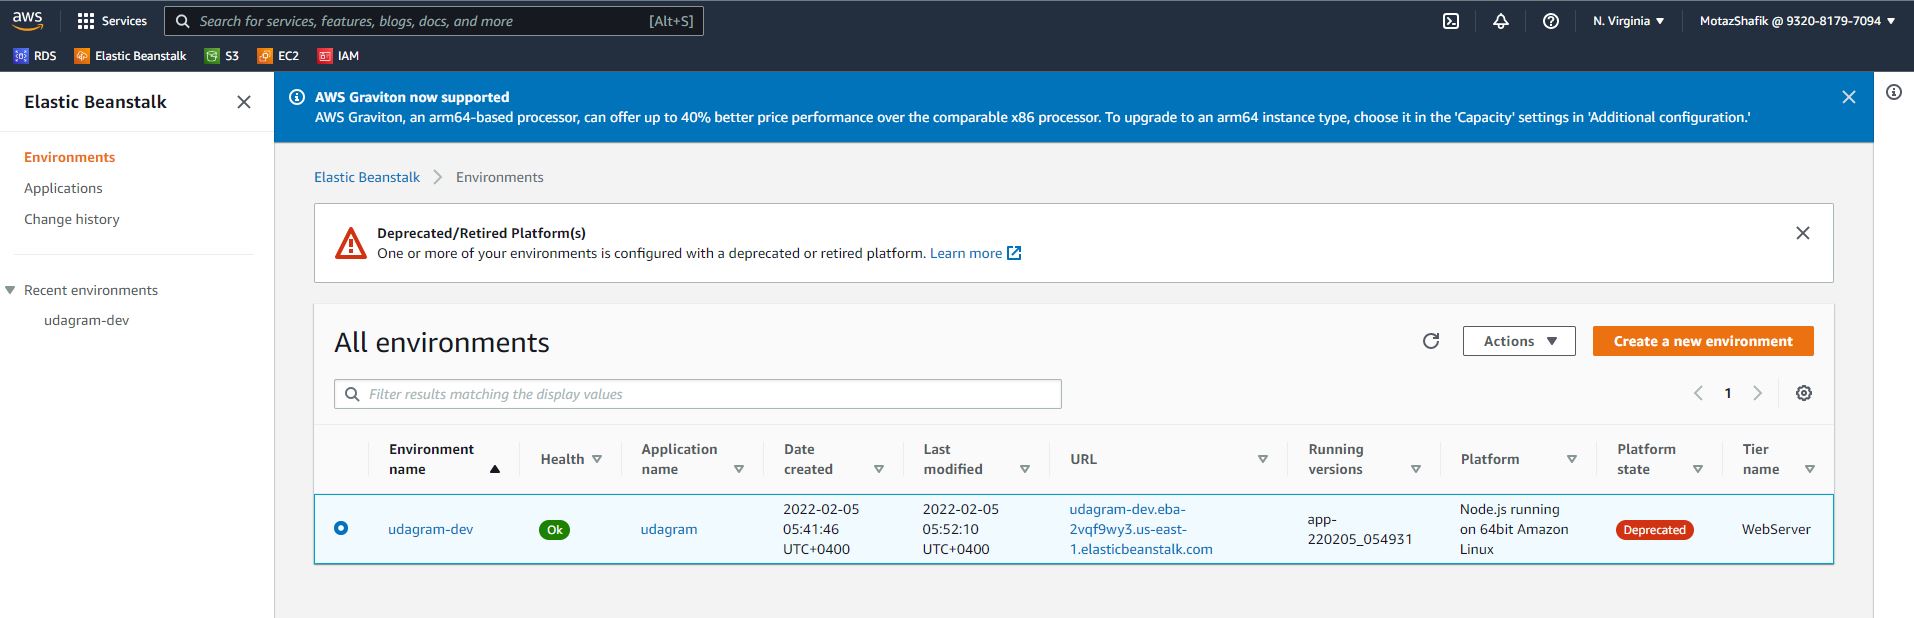 aws
Services
Search for services, features, blogs, docs, and more
[Alt+S]
N. Virginia
MotazShafik @ 9320-8179-7094
RDS
Elastic Beanstalk
S3
EC2
IAM
Elastic Beanstalk
Environments
Applications
Change history
Recent environments
udagram-dev
AWS Graviton now supported
AWS Graviton, an arm64-based processor, can offer up to 40% better price performance over the comparable x86 processor. To upgrade to an arm64 instance type, choose it in the 'Capacity' settings in 'Additional configuration.'
Elastic Beanstalk
Environments
Deprecated/Retired Platform(s)
One or more of your environments is configured with a deprecated or retired platform. Learn more
All environments
Actions
Create a new environment
Filter results matching the display values
1
Environment
name
Health
Application
name
Date
created
Last
modified
URL
Running
versions
Platform
Platform
state
Tier
name
udagram-dev
Ok
udagram
2022-02-05
05:41:46
UTC+0400
2022-02-05
05:52:10
UTC+0400
udagram-dev.eba-
2vqf9wy3.us-east-
1.elasticbeanstalk.com
app-
220205_054931
Node.js running
on 64bit Amazon
Linux
Deprecated
WebServer